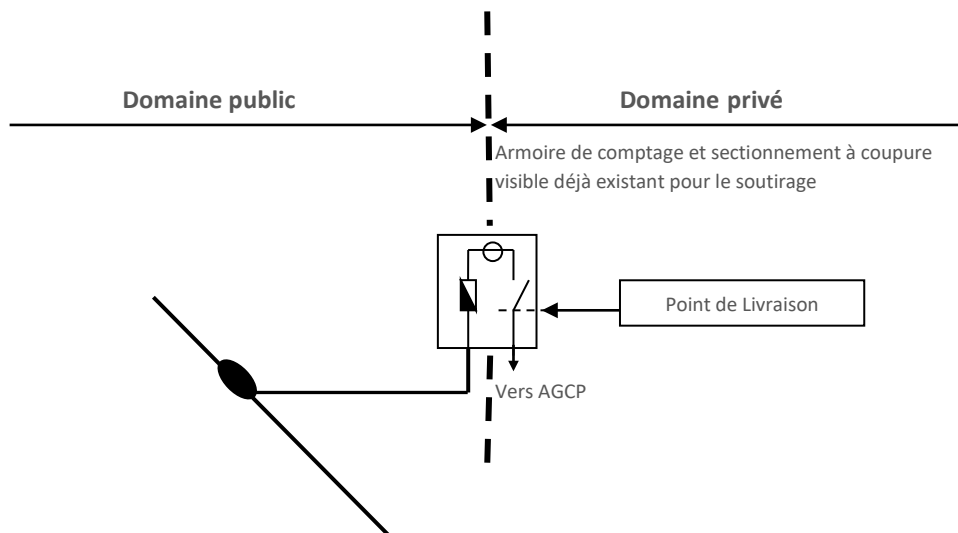 Domaine public
Domaine privé
Armoire de comptage et sectionnement à coupure
visible déjà existant pour le soutirage
Point de Livraison
Vers AGCP